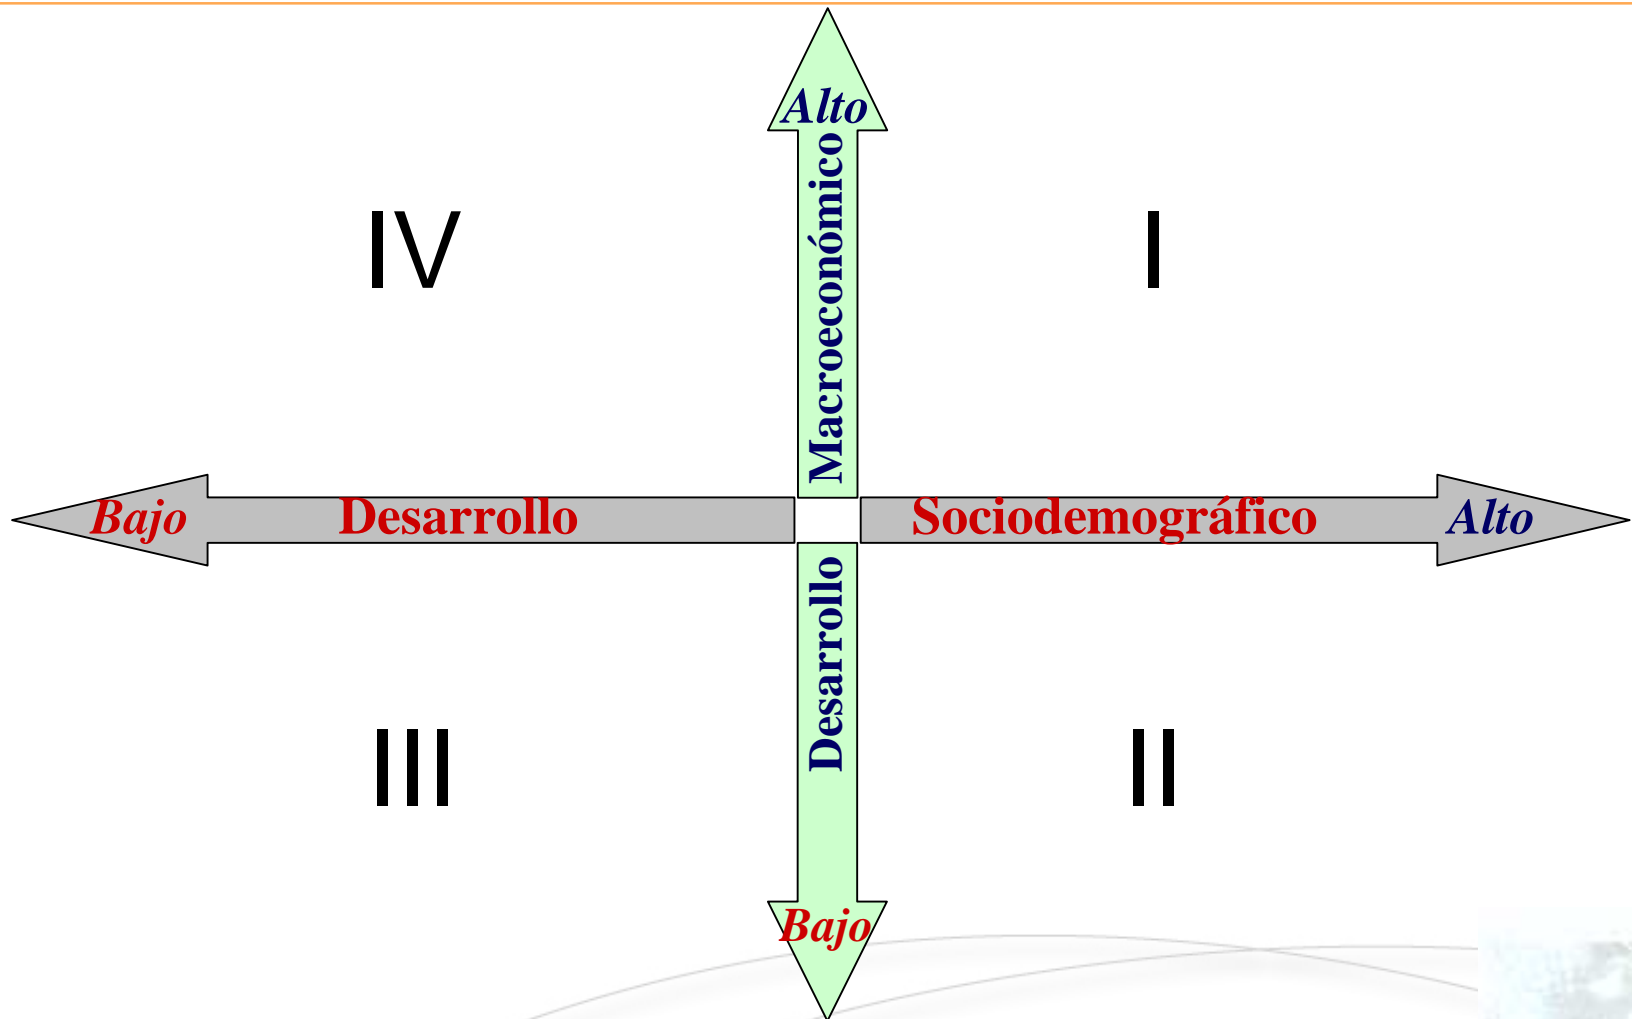 Alto
Macroeconómico
IV
I
Bajo Desarrollo Sociodemográfico Alto
Desarrollo
III
II
Bajo